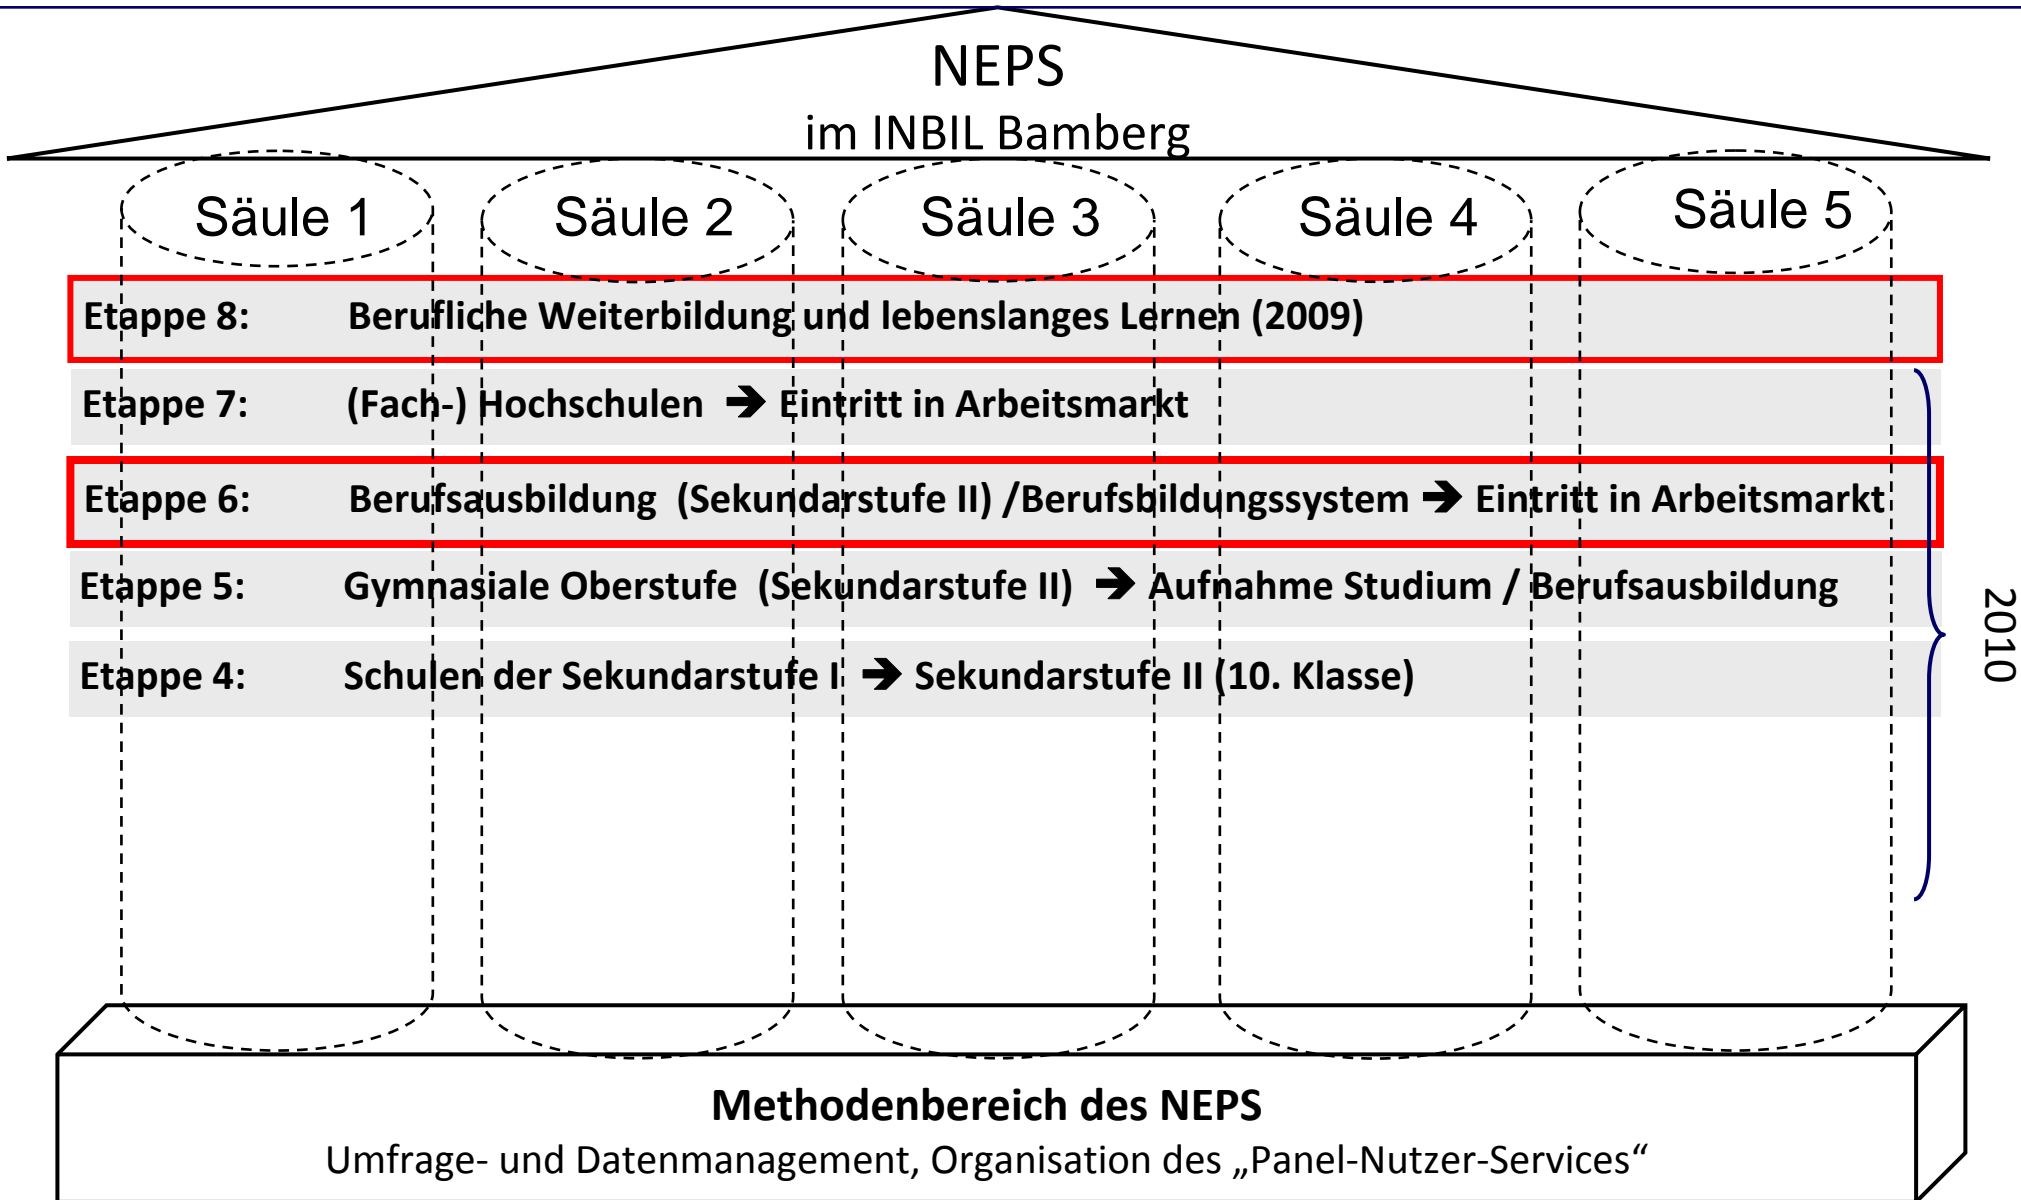 NEPS
im INBIL Bamberg
Säule 1 Säule 2 Säule 3 Säule 4 Säule 5
Etappe 8: Berufliche Weiterbildung und lebenslanges Lernen (2009)
Etappe 7: (Fach-) Hochschulen ➔ Eintritt in Arbeitsmarkt
Etappe 6: Berufsausbildung (Sekundarstufe II) /Berufsbildungssystem ➔ Eintritt in Arbeitsmarkt
Etappe 5: Gymnasiale Oberstufe (Sekundarstufe II) ➔ Aufnahme Studium / Berufsausbildung
Etappe 4: Schulen der Sekundarstufe I ➔ Sekundarstufe II (10. Klasse)
2010
Methodenbereich des NEPS
Umfrage- und Datenmanagement, Organisation des „Panel-Nutzer-Services“